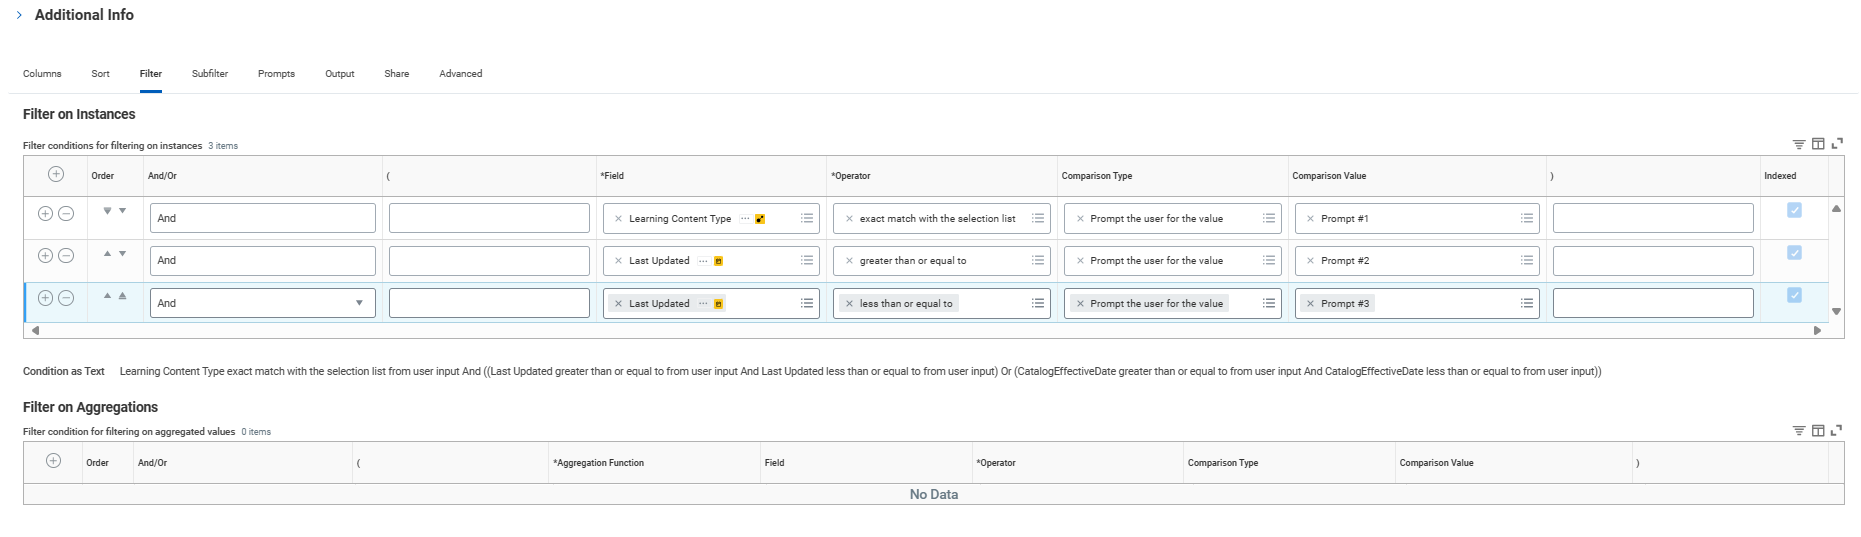 Additional Info
Columns Sort Filter Subfilter Prompts Output Share Advanced
Filter on Instances
Filter conditions for filtering on instances 3 items
Order And/Or ( *Field *Operator Comparison Type Comparison Value ) Indexed
And Learning Content Type ... exact match with the selection list Prompt the user for the value Prompt #1
And Last Updated ... greater than or equal to Prompt the user for the value Prompt #2
And Last Updated ... less than or equal to Prompt the user for the value Prompt #3
Condition as Text Learning Content Type exact match with the selection list from user input And ((Last Updated greater than or equal to from user input And Last Updated less than or equal to from user input) Or (CatalogEffectiveDate greater than or equal to from user input And CatalogEffectiveDate less than or equal to from user input))
Filter on Aggregations
Filter condition for filtering on aggregated values 0 items
Order And/Or ( *Aggregation Function Field *Operator Comparison Type Comparison Value )
No Data